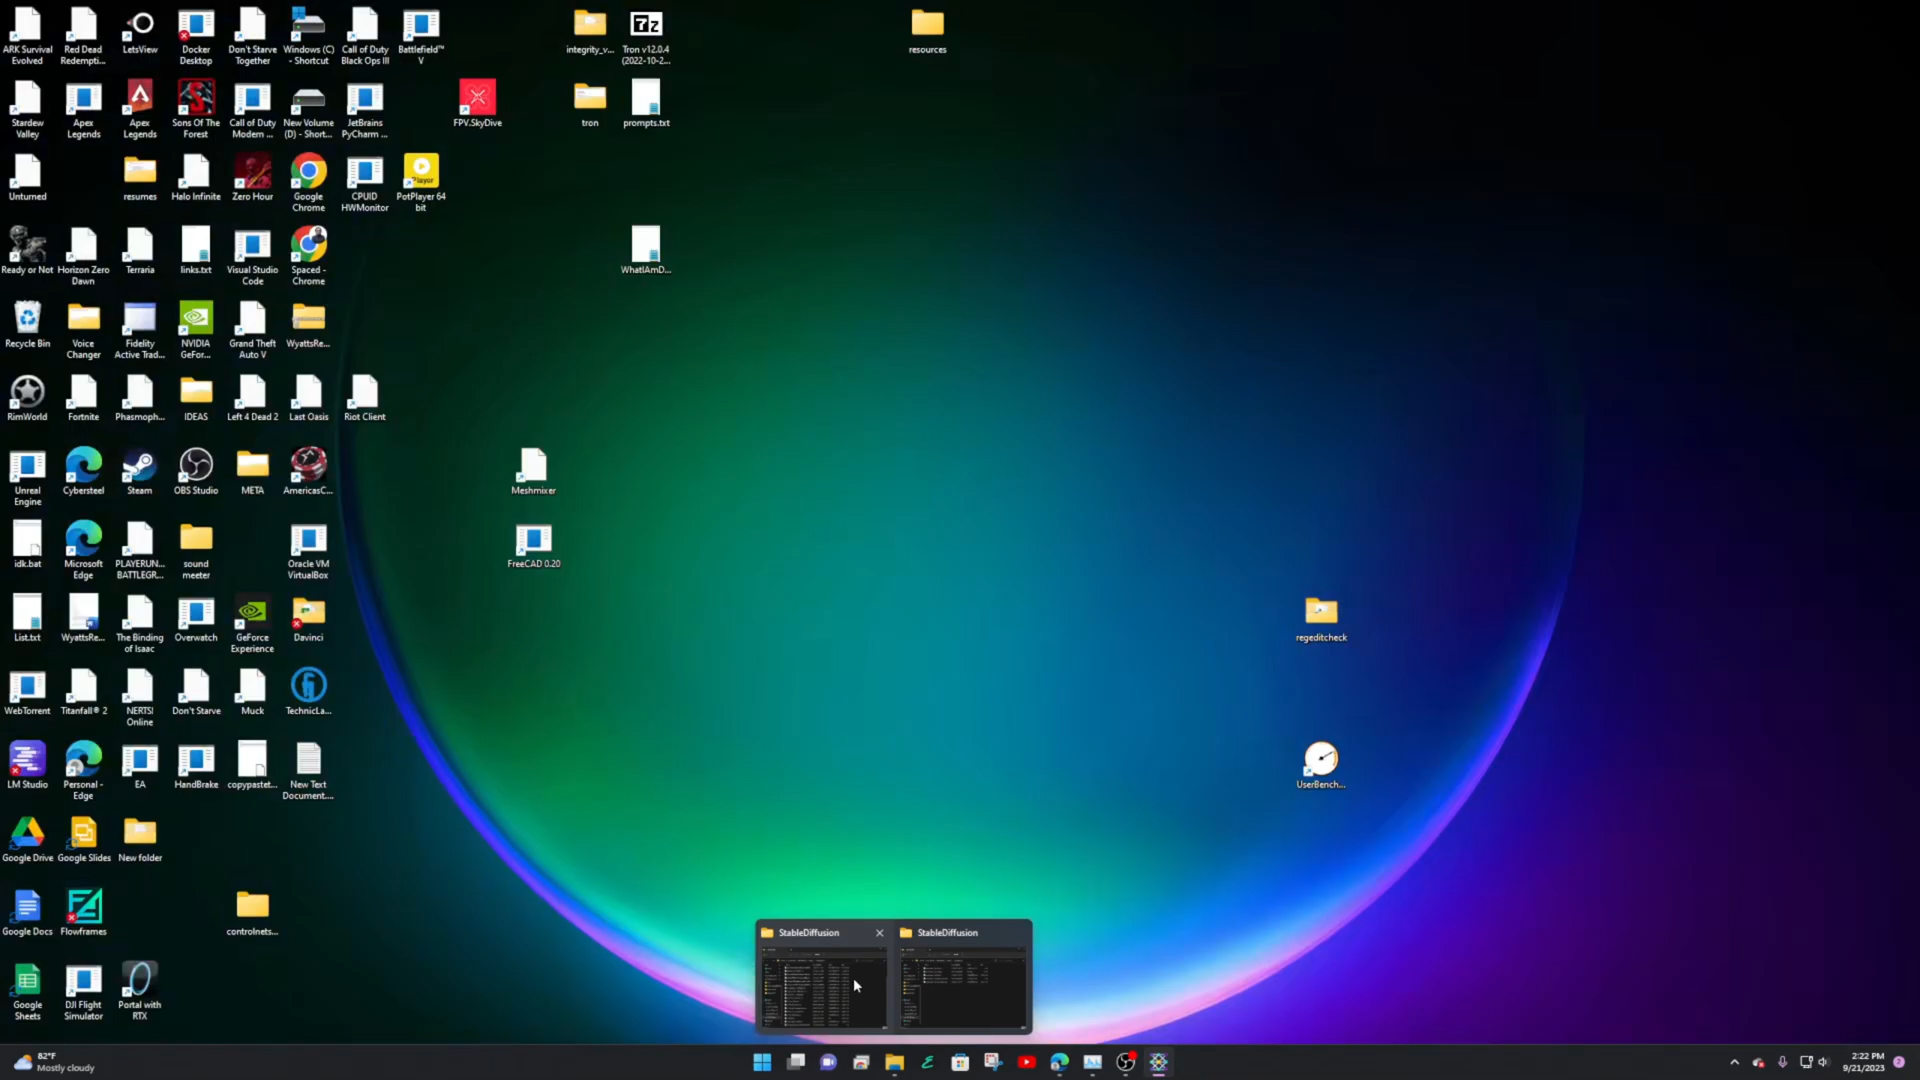 ARK Survival
Evolved
Red Dead
Redempti...
LetsView
Docker
Desktop
Don't Starve
Together
Windows (C)
- Shortcut
Call of Duty
Black Ops III
Battlefield™
V
integrity_v...
Tron v12.0.4
(2022-10-2...
resources
Stardew
Valley
Apex
Legends
Apex
Legends
Sons Of The
Forest
Call of Duty
Modern ...
New Volume
(D) - Short...
JetBrains
PyCharm ...
FPV.SkyDive
tron
prompts.txt
Unturned
resumes
Halo Infinite
Zero Hour
Google
Chrome
CPUID
HWMonitor
Player
PotPlayer 64
bit
Ready or Not
Horizon Zero
Dawn
Terraria
links.txt
Visual Studio
Code
Spaced -
Chrome
WhatIAmD...
Recycle Bin
Voice
Changer
Fidelity
Active Trad...
NVIDIA
GeFor...
Grand Theft
Auto V
WyattsRe...
RimWorld
Fortnite
Phasmoph...
IDEAS
Left 4 Dead 2
Last Oasis
Riot Client
Unreal
Engine
Cybersteel
Steam
OBS Studio
META
AmericasC...
Meshmixer
idk.bat
Microsoft
Edge
PLAYERUN...
BATTLEGR...
sound
meeter
Oracle VM
VirtualBox
FreeCAD 0.20
List.txt
WyattsRe...
The Binding
of Isaac
Overwatch
GeForce
Experience
Davinci
regeditcheck
WebTorrent
Titanfall® 2
NERTS!
Online
Don't Starve
Muck
TechnicLa...
LM Studio
Personal -
Edge
EA
HandBrake
copypastet...
New Text
Document....
UserBench...
Google Drive
Google Slides
New folder
Google Docs
Flowframes
controlnets...
Google
Sheets
DJI Flight
Simulator
Portal with
RTX
StableDiffusion
StableDiffusion
82°F
Mostly cloudy
2:22 PM
9/21/2023
2